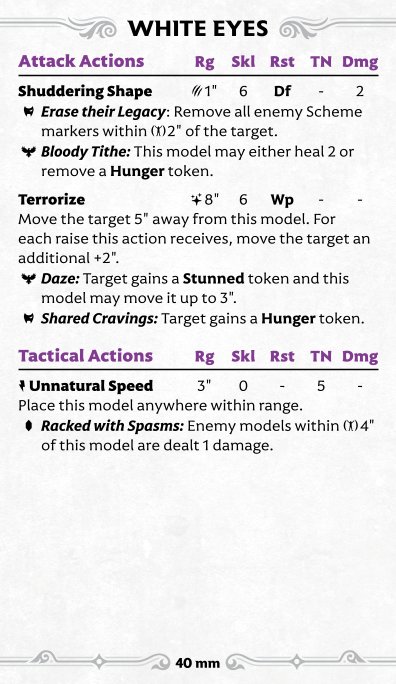 WHITE EYES
Attack Actions Rg Skl Rst TN Dmg
Shuddering Shape 1" 6 Df - 2
Erase their Legacy: Remove all enemy Scheme
markers within 2" of the target.
Bloody Tithe: This model may either heal 2 or
remove a Hunger token.
Terrorize 8" 6 Wp - -
Move the target 5" away from this model. For
each raise this action receives, move the target an
additional +2".
Daze: Target gains a Stunned token and this
model may move it up to 3".
Shared Cravings: Target gains a Hunger token.
Tactical Actions Rg Skl Rst TN Dmg
Unnatural Speed 3" 0 - 5 -
Place this model anywhere within range.
Racked with Spasms: Enemy models within 4"
of this model are dealt 1 damage.
40 mm